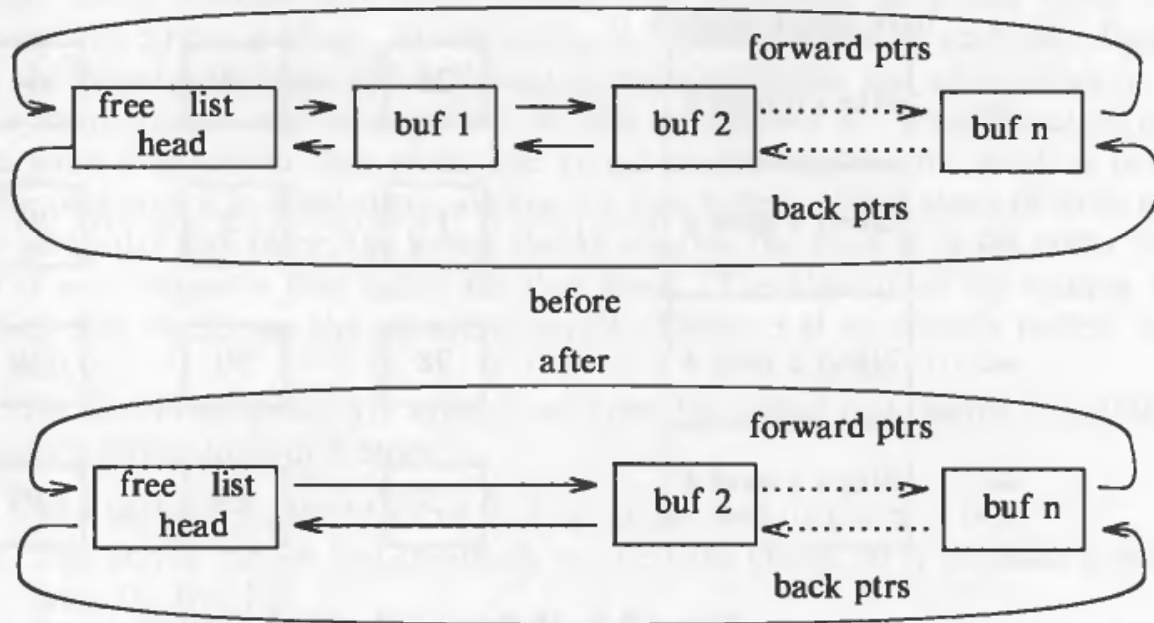 forward ptrs
free list
head
buf 1
buf 2
buf n
back ptrs
before
after
forward ptrs
free list
head
buf 2
buf n
back ptrs